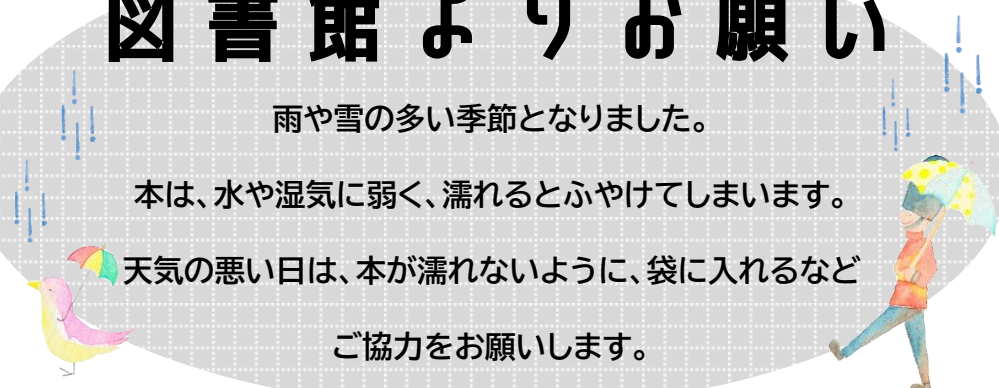 図書館よりお願い
雨や雪の多い季節となりました。
本は、水や湿気に弱く、濡れるとふやけてしまいます。
天気の悪い日は、本が濡れないように、袋に入れるなど
ご協力をお願いします。